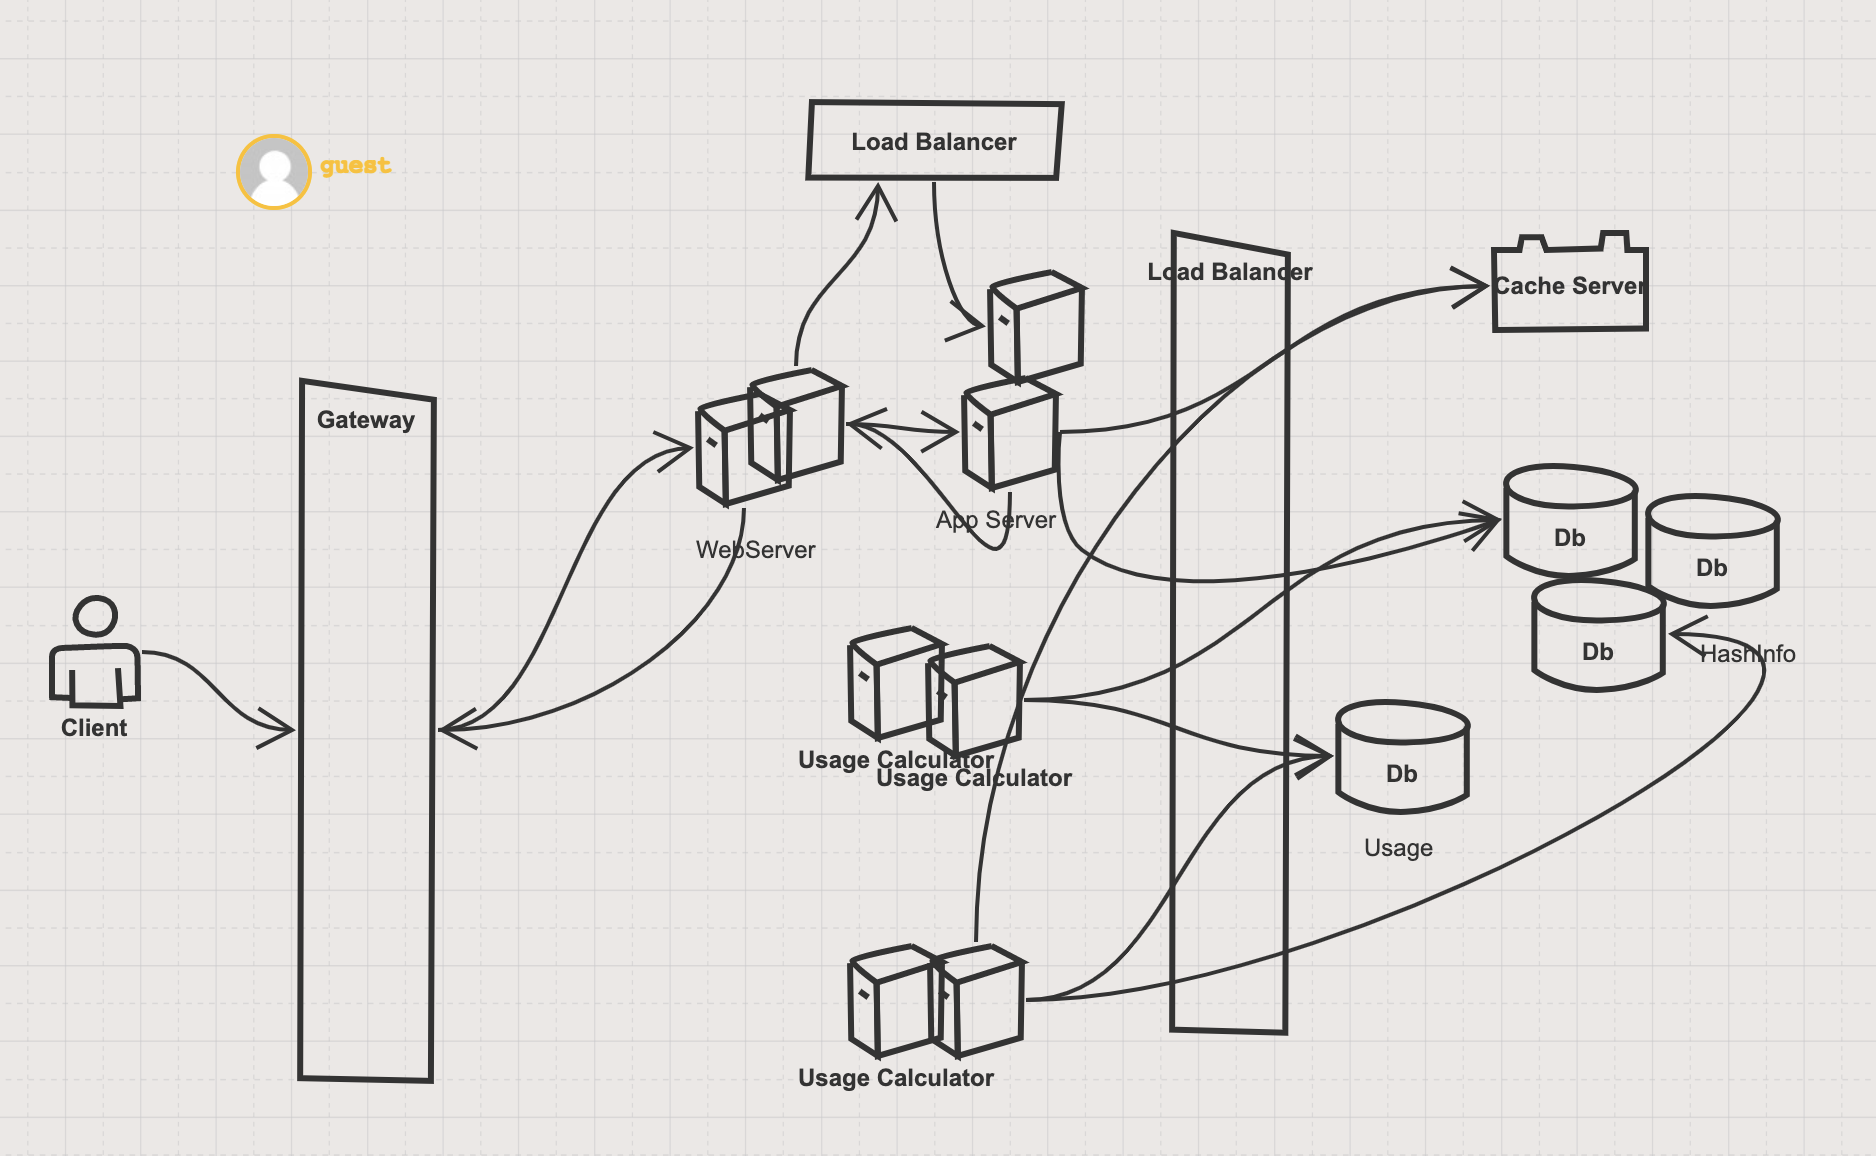 Load Balancer
guest
Load Balancer
Cache Server
Gateway
App Server
WebServer
Db
Db
Db
HashInfo
Client
Usage Calculator
Usage Calculator
Db
Usage
Usage Calculator